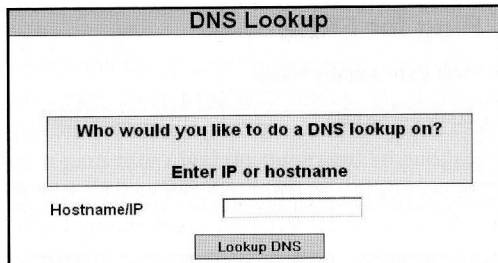 DNS Lookup
Who would you like to do a DNS lookup on?
Enter IP or hostname
Hostname/IP
Lookup DNS